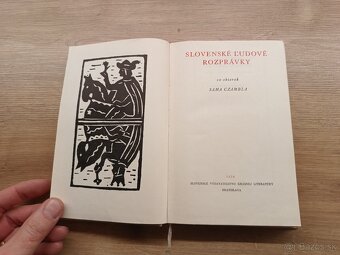 SLOVENSKÉ ĽUDOVÉ
ROZPRÁVKY
zo zbierok
SAMA CZAMBLA
SLOVENSKÉ VYDAVATEĽSTVO KRÁSNEJ LITERATÚRY
BRATISLAVA